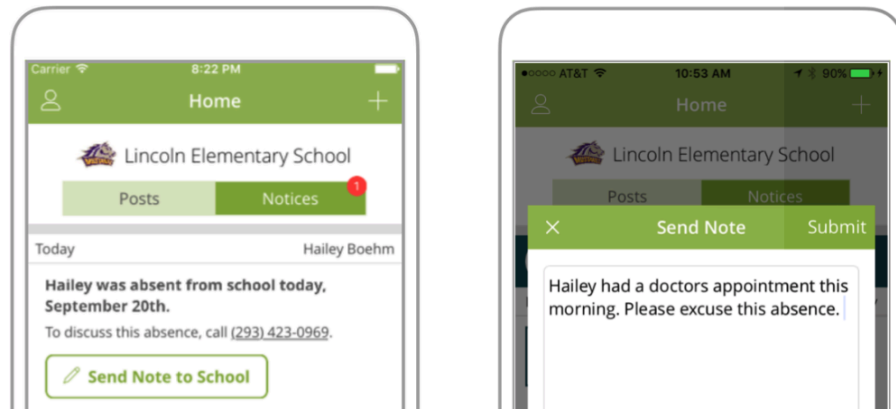 Carrier 8:22 PM
Home
Lincoln Elementary School
Posts Notices 1
Today Hailey Boehm
Hailey was absent from school today,
September 20th.
To discuss this absence, call (293) 423-0969.
Send Note to School
AT&T 10:53 AM 90%
Home
Lincoln Elementary School
Posts Notices
Send Note Submit
Hailey had a doctors appointment this
morning. Please excuse this absence.